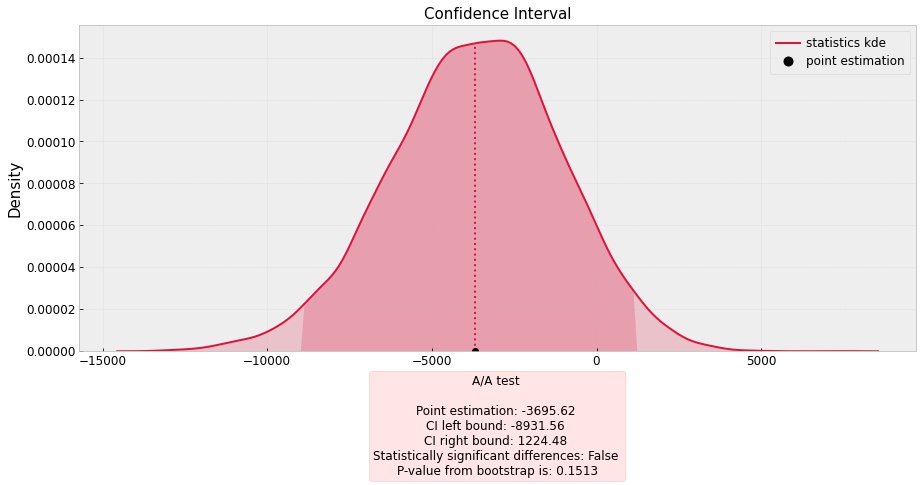 Confidence Interval
statistics kde
point estimation
Density
0.00014
0.00012
0.00010
0.00008
0.00006
0.00004
0.00002
0.00000
−15000
−10000
−5000
0
5000
A/A test
Point estimation: -3695.62
CI left bound: -8931.56
CI right bound: 1224.48
Statistically significant differences: False
P-value from bootstrap is: 0.1513